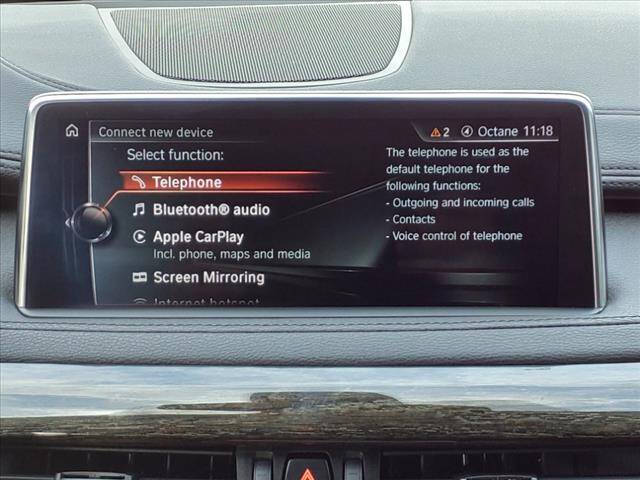 Connect new device
2 Octane 11:18
Select function:
Telephone
Bluetooth® audio
Apple CarPlay
Incl. phone, maps and media
Screen Mirroring
Internet hotspot
The telephone is used as the
default telephone for the
following functions:
- Outgoing and incoming calls
- Contacts
- Voice control of telephone